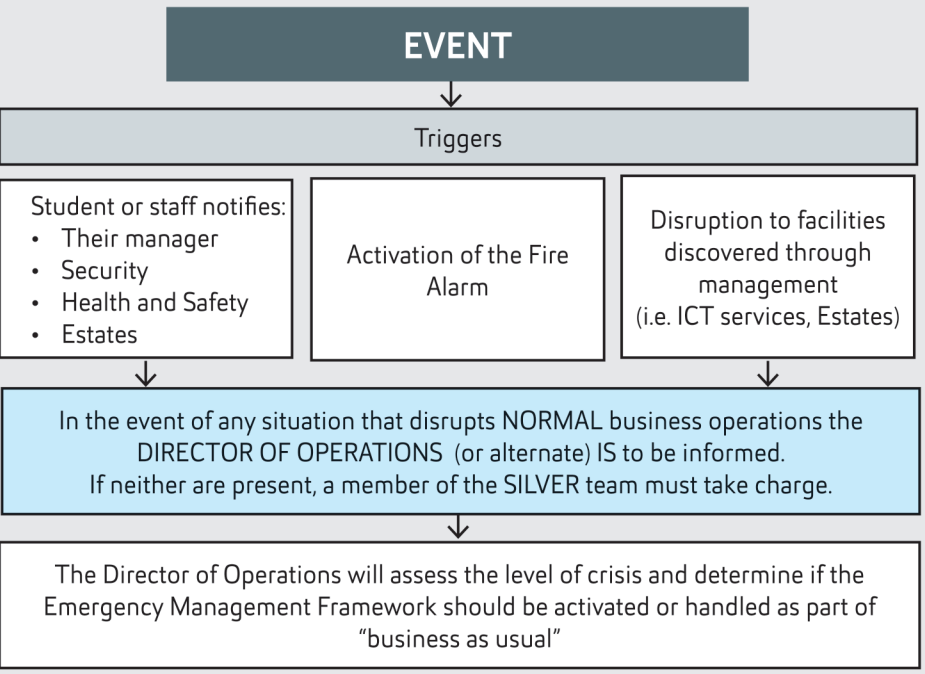 EVENT
Triggers
Student or staff notifies:
• Their manager
• Security
• Health and Safety
• Estates
Activation of the Fire
Alarm
Disruption to facilities
discovered through
management
(i.e. ICT services, Estates)
In the event of any situation that disrupts NORMAL business operations the
DIRECTOR OF OPERATIONS (or alternate) IS to be informed.
If neither are present, a member of the SILVER team must take charge.
The Director of Operations will assess the level of crisis and determine if the
Emergency Management Framework should be activated or handled as part of
“business as usual”